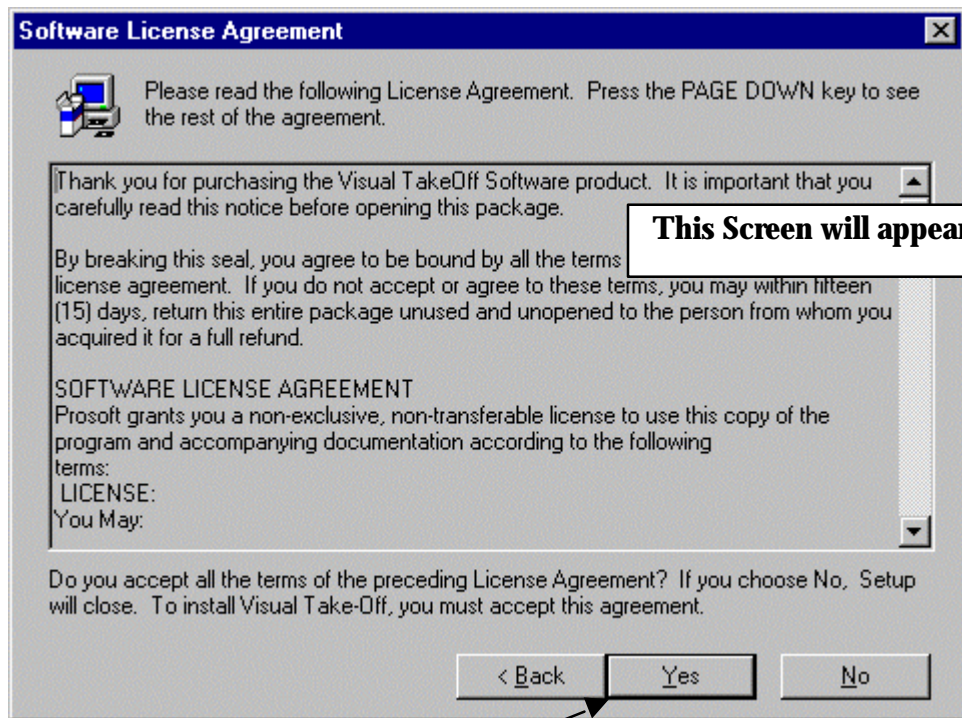 Software License Agreement
Please read the following License Agreement. Press the PAGE DOWN key to see
the rest of the agreement.
Thank you for purchasing the Visual TakeOff Software product. It is important that you
carefully read this notice before opening this package.
This Screen will appear
By breaking this seal, you agree to be bound by all the terms
license agreement. If you do not accept or agree to these terms, you may within fifteen
(15) days, return this entire package unused and unopened to the person from whom you
acquired it for a full refund.
SOFTWARE LICENSE AGREEMENT
Prosoft grants you a non-exclusive, non-transferable license to use this copy of the
program and accompanying documentation according to the following
terms:
LICENSE:
You May:
Do you accept all the terms of the preceding License Agreement? If you choose No, Setup
will close. To install Visual Take-Off, you must accept this agreement.
< Back Yes No